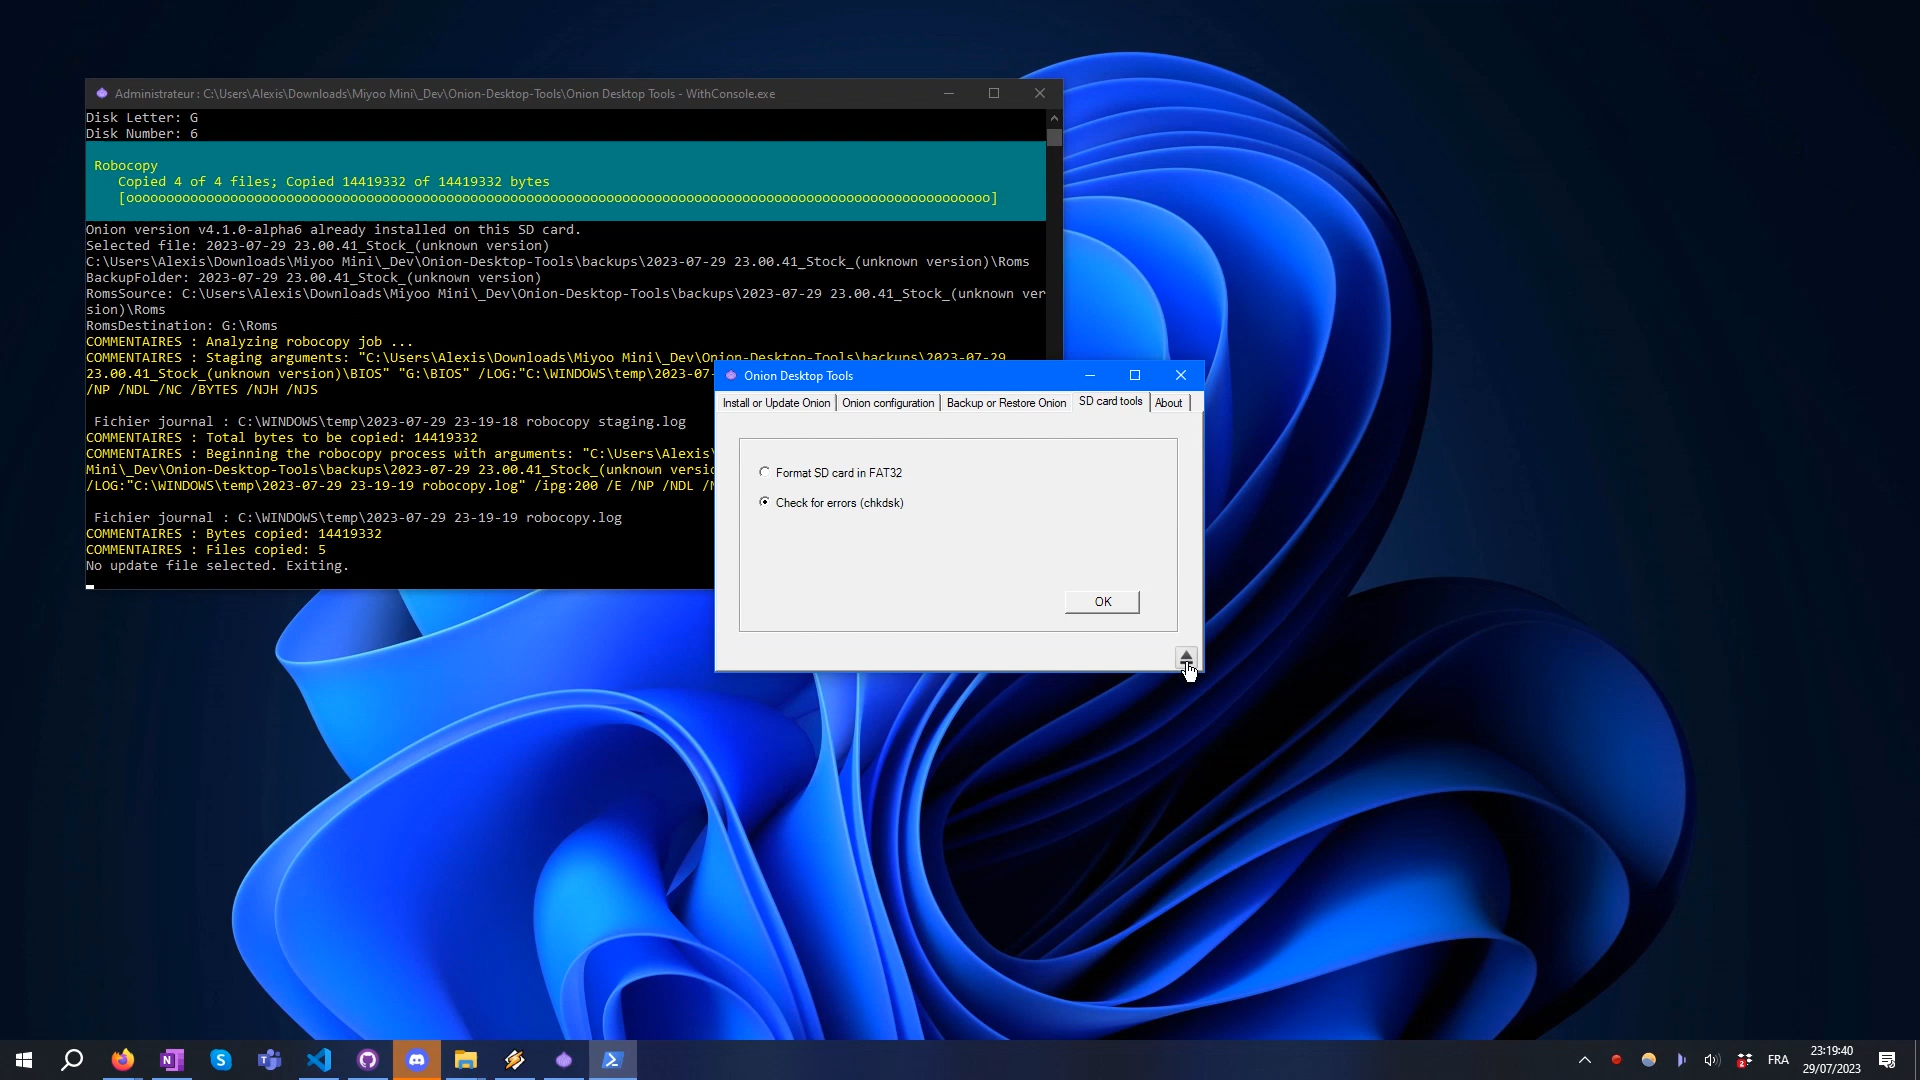 Administrateur : C:\Users\Alexis\Downloads\Miyoo Mini\_Dev\Onion-Desktop-Tools\Onion Desktop Tools - WithConsole.exe
Disk Letter: G
Disk Number: 6
Robocopy
Copied 4 of 4 files; Copied 14419332 of 14419332 bytes
Onion version v4.1.0-alpha6 already installed on this SD card.
Selected file: 2023-07-29 23.00.41_Stock_(unknown version)
C:\Users\Alexis\Downloads\Miyoo Mini\_Dev\Onion-Desktop-Tools\backups\2023-07-29 23.00.41_Stock_(unknown version)\Roms
BackupFolder: 2023-07-29 23.00.41_Stock_(unknown version)
RomsSource: C:\Users\Alexis\Downloads\Miyoo Mini\_Dev\Onion-Desktop-Tools\backups\2023-07-29 23.00.41_Stock_(unknown ver
sion)\Roms
RomsDestination: G:\Roms
COMMENTAIRES : Analyzing robocopy job ...
COMMENTAIRES : Staging arguments: "C:\Users\Alexis\Downloads\Miyoo Mini\_Dev\Onion-Desktop-Tools\backups\2023-07-29
23.00.41_Stock_(unknown version)\BIOS" "G:\BIOS" /LOG:"C:\WINDOWS\temp\2023-07-
/NP /NDL /NC /BYTES /NJH /NJS
Fichier journal : C:\WINDOWS\temp\2023-07-29 23-19-18 robocopy staging.log
COMMENTAIRES : Total bytes to be copied: 14419332
COMMENTAIRES : Beginning the robocopy process with arguments: "C:\Users\Alexis\
Mini\_Dev\Onion-Desktop-Tools\backups\2023-07-29 23.00.41_Stock_(unknown versio
/LOG:"C:\WINDOWS\temp\2023-07-29 23-19-19 robocopy.log" /ipg:200 /E /NP /NDL /N
Fichier journal : C:\WINDOWS\temp\2023-07-29 23-19-19 robocopy.log
COMMENTAIRES : Bytes copied: 14419332
COMMENTAIRES : Files copied: 5
No update file selected. Exiting.
Onion Desktop Tools
Install or Update Onion
Onion configuration
Backup or Restore Onion
SD card tools
About
Format SD card in FAT32
Check for errors (chkdsk)
OK
FRA
23:19:40
29/07/2023